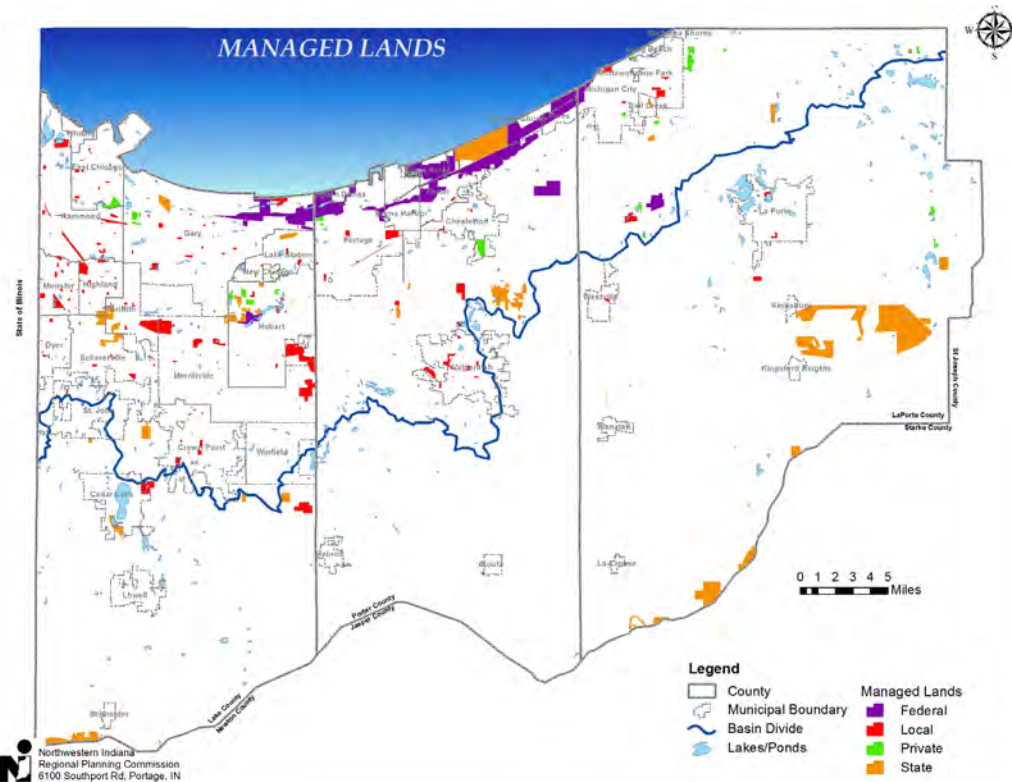 MANAGED LANDS
W
S
Michigan City
Whiting
East Chicago
Hammond
Gary
La Porte
Chesterton
Portage
Burns Harbor
Lake Station
New Chicago
Munster
Highland
Griffith
Hobart
Westville
Kingsbury
Dyer
Schererville
Merrillville
Valparaiso
Kingsford Heights
State of Illinois
St Joseph County
LaPorte County
Starke County
St. John
Crown Point
Winfield
Wanatah
Cedar Lake
Hebron
Kouts
La Crosse
Lowell
0 1 2 3 4 5
Miles
Porter County
Jasper County
Lake County
Newton County
Schneider
Legend
County
Municipal Boundary
Basin Divide
Lakes/Ponds
Managed Lands
Federal
Local
Private
State
Northwestern Indiana
Regional Planning Commission
6100 Southport Rd, Portage, IN